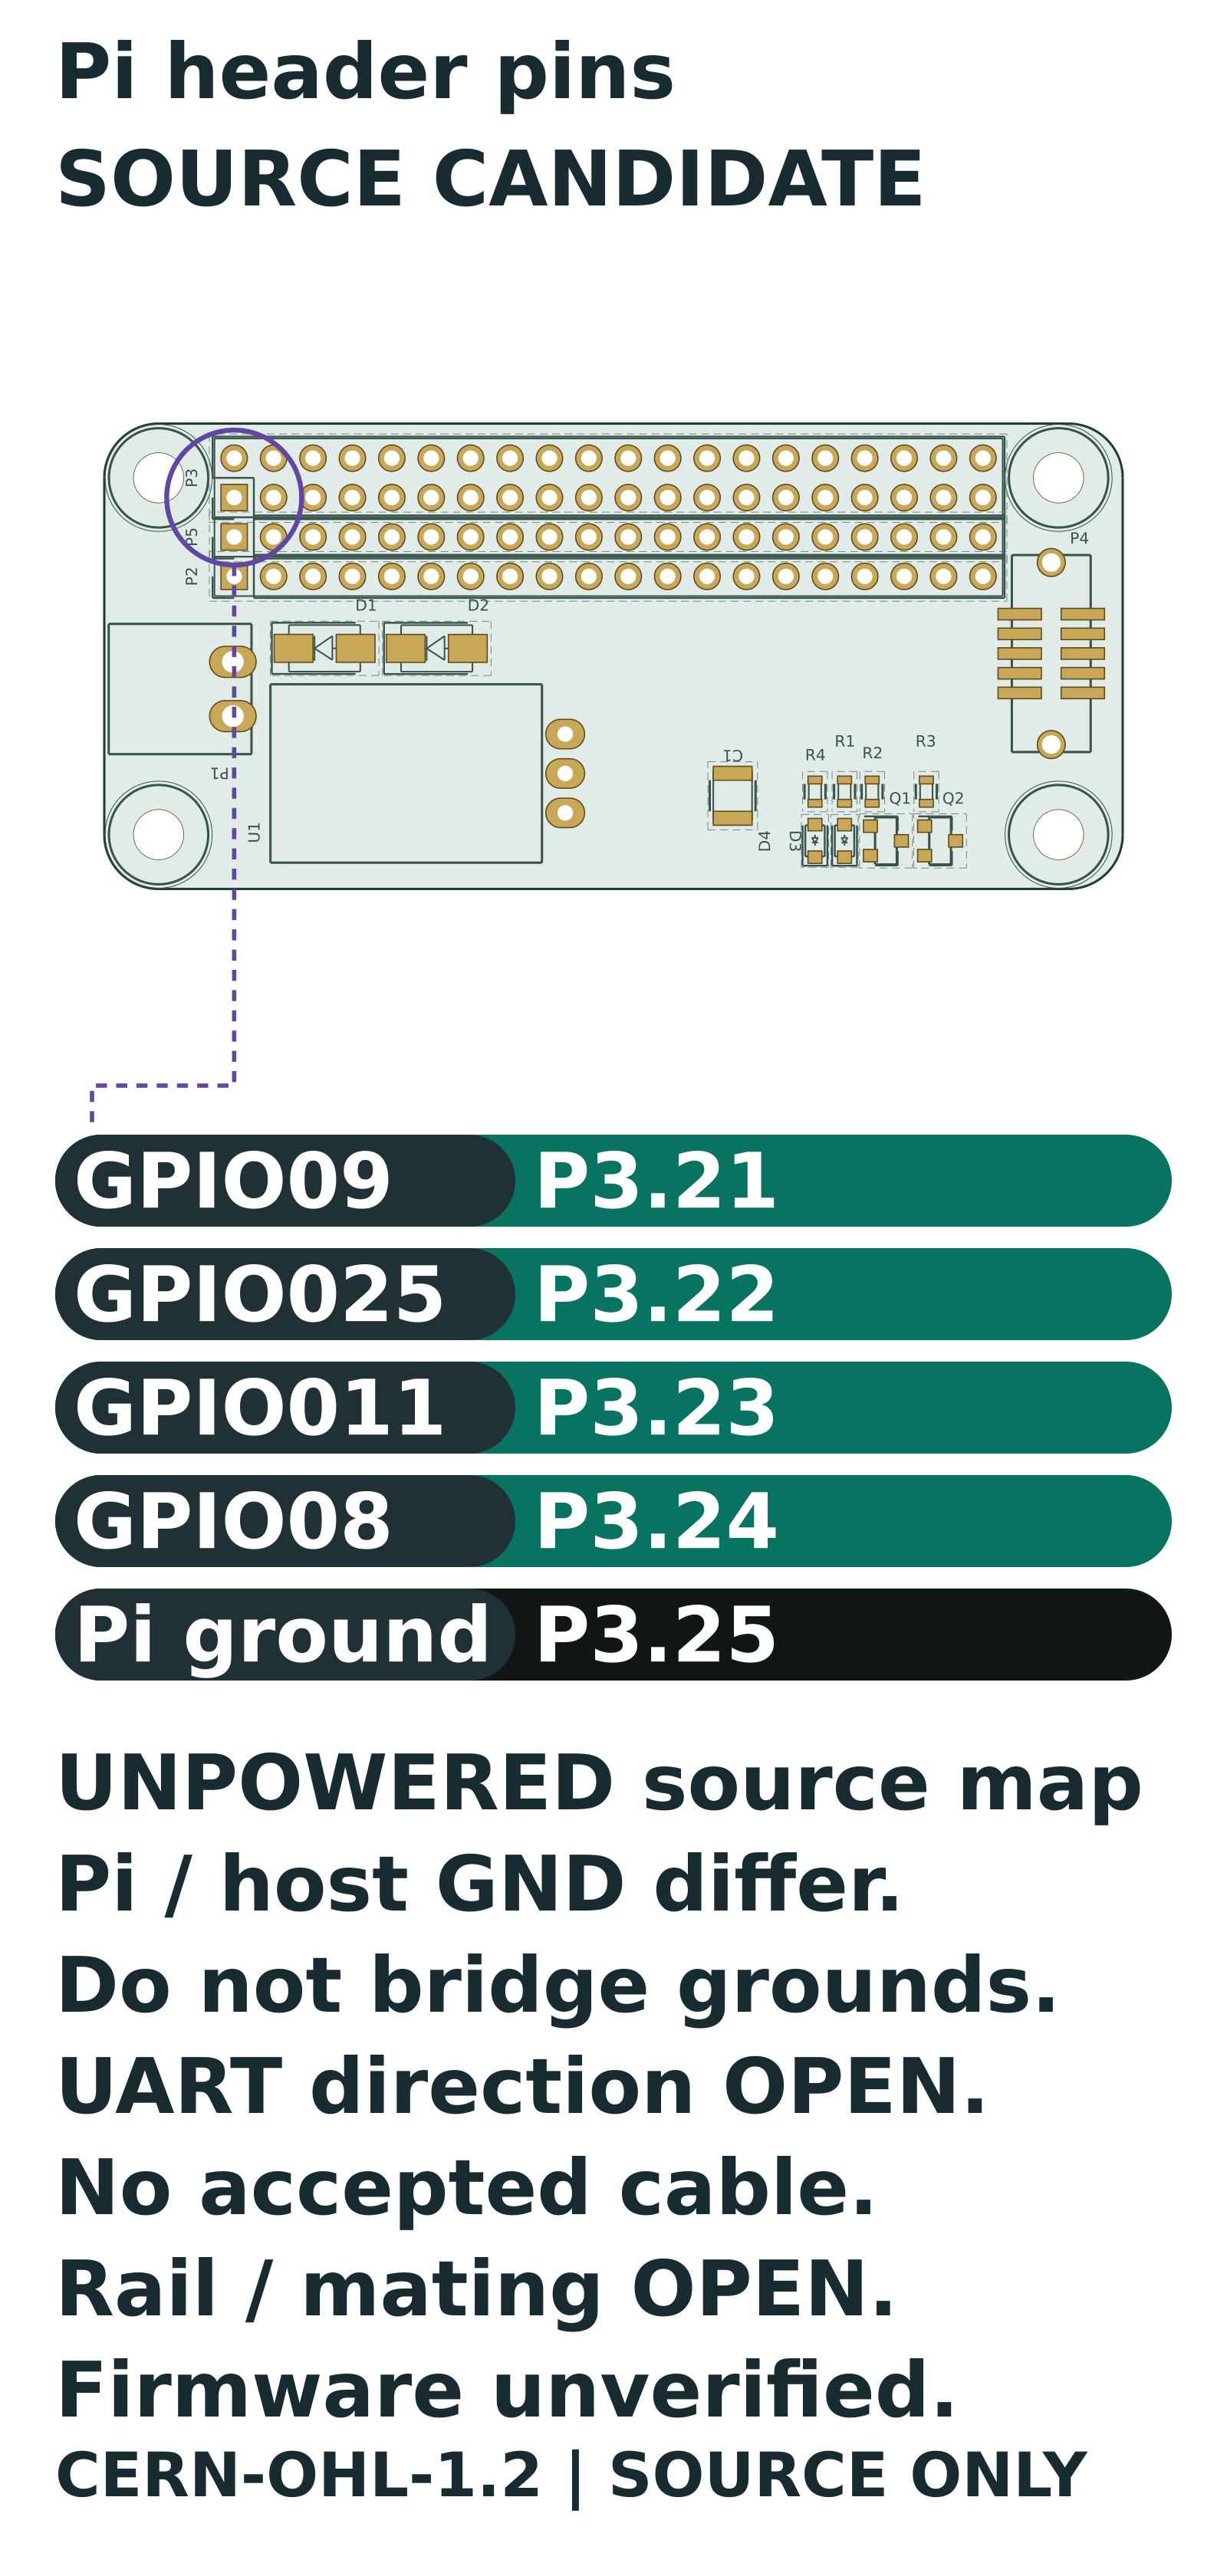 Pi header pins
SOURCE CANDIDATE
P3
P5
P2
P4
D1 D2
P1
U1
C1
R4 R1 R2 R3
Q1 Q2
D4 D3
GPIO09 P3.21
GPIO025 P3.22
GPIO011 P3.23
GPIO08 P3.24
Pi ground P3.25
UNPOWERED source map
Pi / host GND differ.
Do not bridge grounds.
UART direction OPEN.
No accepted cable.
Rail / mating OPEN.
Firmware unverified.
CERN-OHL-1.2 | SOURCE ONLY